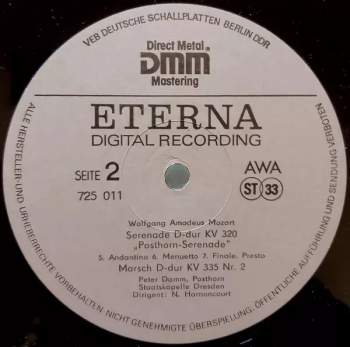 VEB DEUTSCHE SCHALLPLATTEN BERLIN DDR
Direct Metal
DMM
Mastering
ETERNA
DIGITAL RECORDING
SEITE 2
AWA
725 011
ST 33
Wolfgang Amadeus Mozart
Serenade D-dur KV 320
„Posthorn-Serenade"
5. Andantino 6. Menuetto 7. Finale. Presto
Marsch D-dur KV 335 Nr. 2
Peter Damm, Posthorn
Staatskapelle Dresden
Dirigent: N. Harnoncourt
ALLE HERSTELLER- UND URHEBERRECHTE VORBEHALTEN. NICHT GENEHMIGTE ÜBERSPIELUNG, ÖFFENTLICHE AUFFÜHRUNG UND SENDUNG VERBOTEN